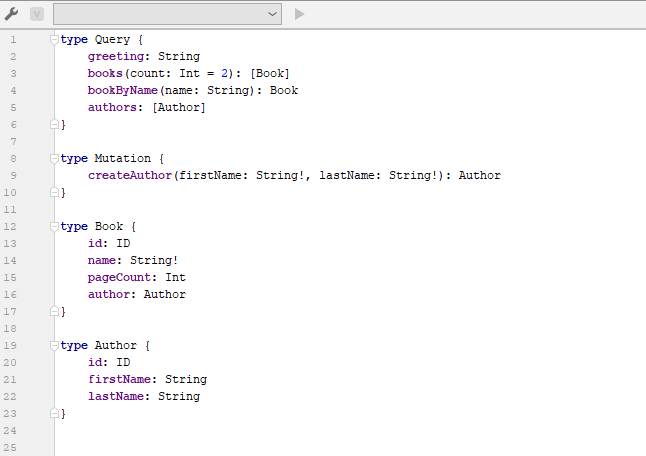 V
1 type Query {
2 greeting: String
3 books(count: Int = 2): [Book]
4 bookByName(name: String): Book
5 authors: [Author]
6 }
7
8 type Mutation {
9 createAuthor(firstName: String!, lastName: String!): Author
10 }
11
12 type Book {
13 id: ID
14 name: String!
15 pageCount: Int
16 author: Author
17 }
18
19 type Author {
20 id: ID
21 firstName: String
22 lastName: String
23 }
24
25